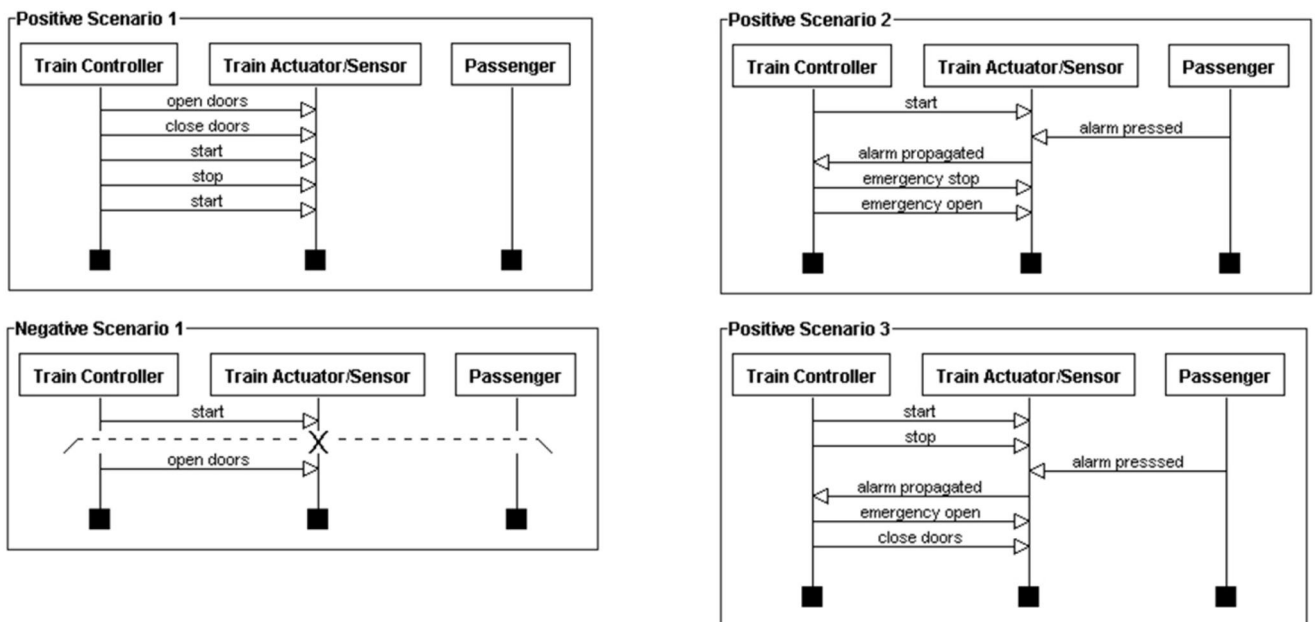 Positive Scenario 1
Train Controller
Train Actuator/Sensor
Passenger
open doors
close doors
start
stop
start
Positive Scenario 2
Train Controller
Train Actuator/Sensor
Passenger
start
alarm pressed
alarm propagated
emergency stop
emergency open
Negative Scenario 1
Train Controller
Train Actuator/Sensor
Passenger
start
X
open doors
Positive Scenario 3
Train Controller
Train Actuator/Sensor
Passenger
start
stop
alarm presssed
alarm propagated
emergency open
close doors